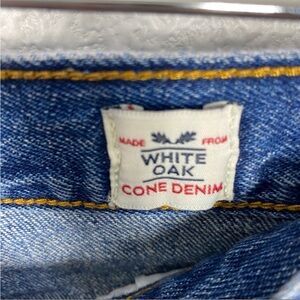 MADE FROM
WHITE
OAK
CONE DENIM